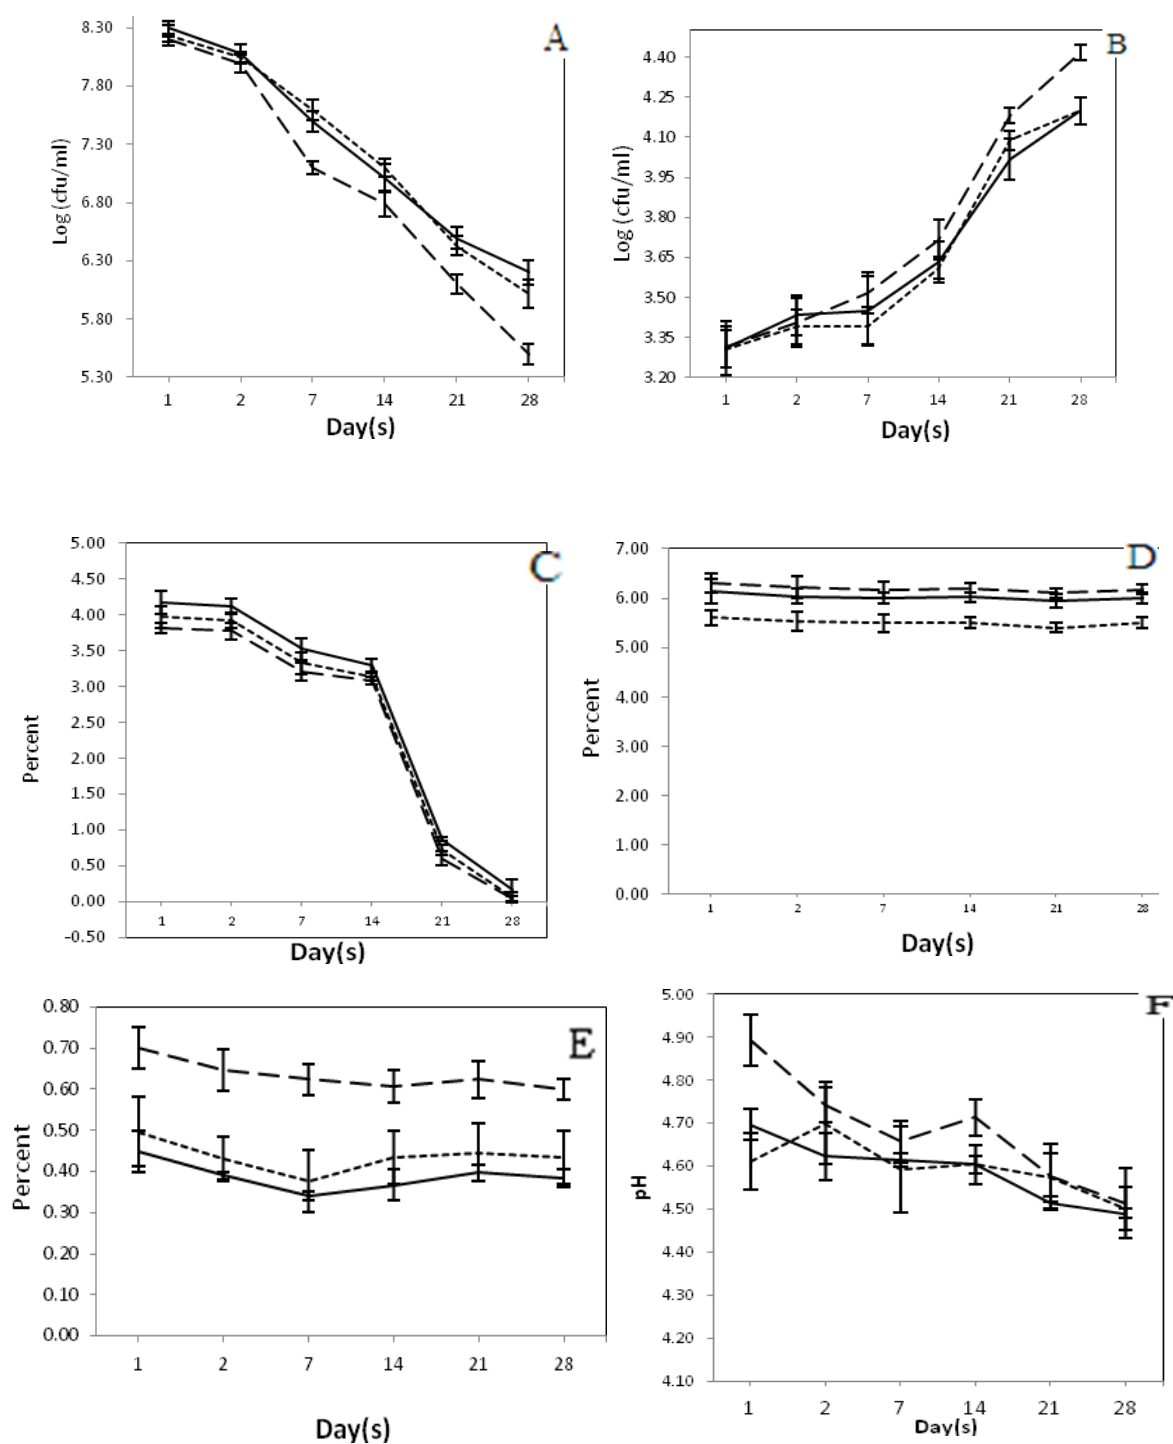 A
8.30
7.80
7.30
6.80
6.30
5.80
5.30
Log (cfu/ml)
1 2 7 14 21 28
Day(s)
B
4.40
4.25
4.10
3.95
3.80
3.65
3.50
3.35
3.20
Log (cfu/ml)
1 2 7 14 21 28
Day(s)
C
5.00
4.50
4.00
3.50
3.00
2.50
2.00
1.50
1.00
0.50
0.00
-0.50
Percent
1 2 7 14 21 28
Day(s)
D
7.00
6.00
5.00
4.00
3.00
2.00
1.00
0.00
Percent
1 2 7 14 21 28
Day(s)
E
0.80
0.70
0.60
0.50
0.40
0.30
0.20
0.10
0.00
Percent
1 2 7 14 21 28
Day(s)
F
5.00
4.90
4.80
4.70
4.60
4.50
4.40
4.30
4.20
4.10
pH
1 2 7 14 21 28
Day(s)